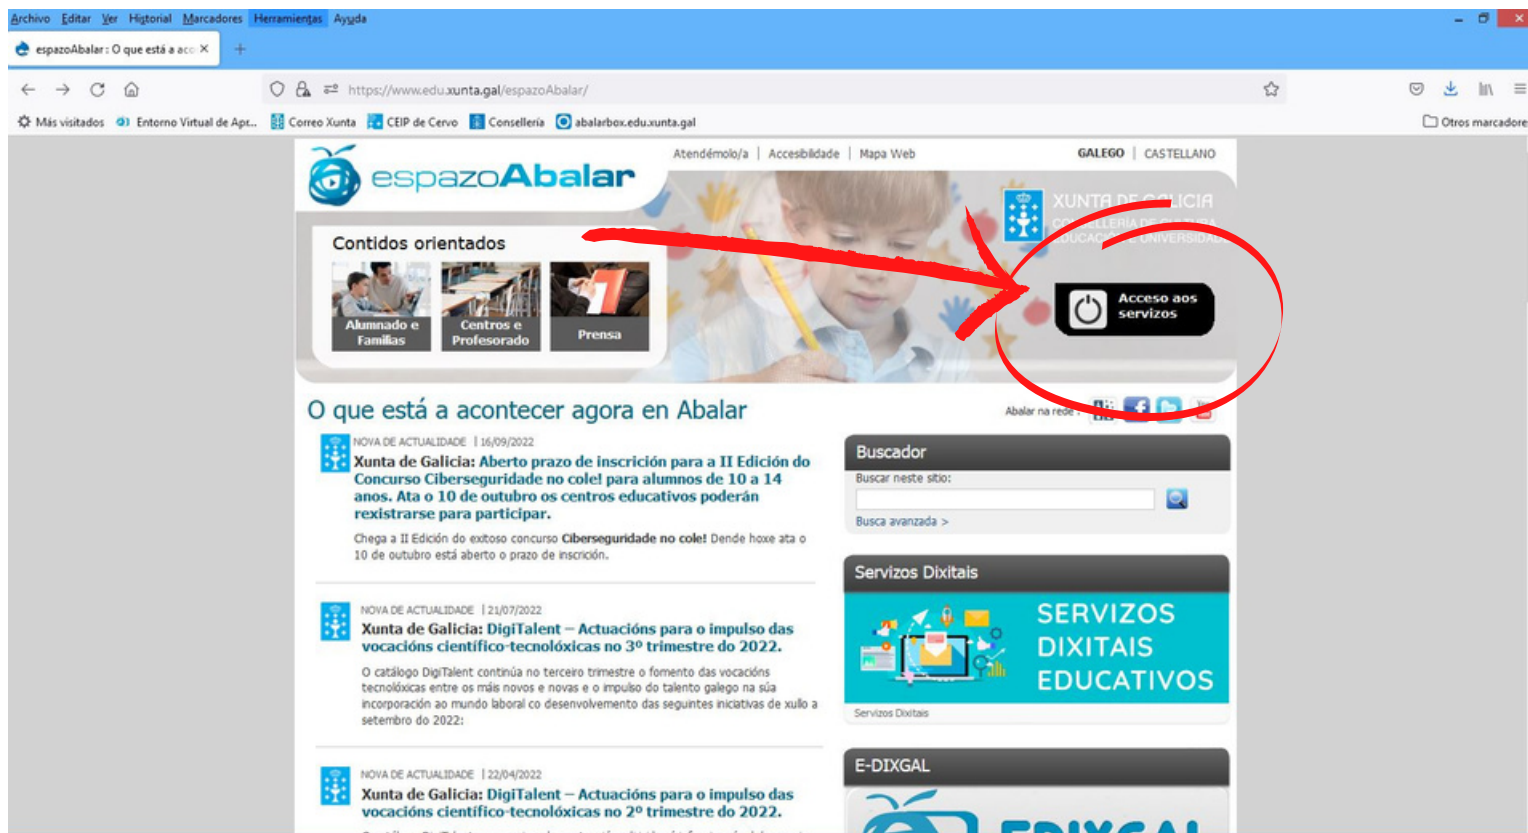 Archivo Editar Ver Historial Marcadores Herramientas Ayuda
espazoAbalar : O que está a aco
https://www.edu.xunta.gal/espazoAbalar/
Más visitados Entorno Virtual de Apr... Correo Xunta CEIP de Cervo Consellería abalarbox.edu.xunta.gal Otros marcadore
espazoAbalar
Atendémolo/a | Accesibilidade | Mapa Web GALEGO | CASTELLANO
XUNTA DE GALICIA
CONSELLERÍA DE CULTURA
EDUCACIÓN E UNIVERSIDADE
Contidos orientados
Alumnado e
Familias
Centros e
Profesorado
Prensa
Acceso aos
servizos
O que está a acontecer agora en Abalar
Abalar na rede :
NOVA DE ACTUALIDADE | 16/09/2022
Xunta de Galicia: Aberto prazo de inscrición para a II Edición do
Concurso Ciberseguridade no cole! para alumnos de 10 a 14
anos. Ata o 10 de outubro os centros educativos poderán
rexistrarse para participar.
Chega a II Edición do exitoso concurso Ciberseguridade no cole! Dende hoxe ata o
10 de outubro está aberto o prazo de inscrición.
NOVA DE ACTUALIDADE | 21/07/2022
Xunta de Galicia: DigiTalent – Actuacións para o impulso das
vocacións científico-tecnolóxicas no 3º trimestre do 2022.
O catálogo DigiTalent continúa no terceiro trimestre o fomento das vocacións
tecnolóxicas entre os máis novos e novas e o impulso do talento galego na súa
incorporación ao mundo laboral co desenvolvemento das seguintes iniciativas de xullo a
setembro do 2022:
NOVA DE ACTUALIDADE | 22/04/2022
Xunta de Galicia: DigiTalent – Actuacións para o impulso das
vocacións científico-tecnolóxicas no 2º trimestre do 2022.
Buscador
Buscar neste sitio:
Busca avanzada >
Servizos Dixitais
SERVIZOS
DIXITAIS
EDUCATIVOS
Servizos Dixitais
E-DIXGAL
EDIXGAL